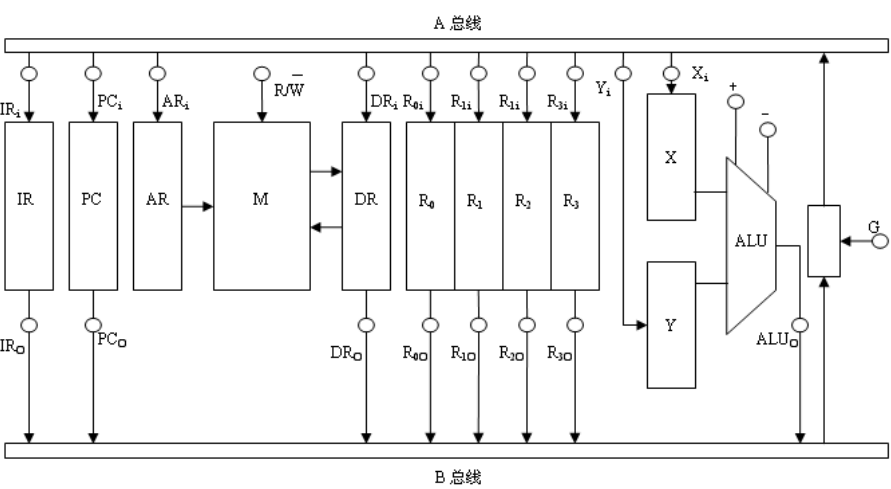 A 总线
IRi PCi ARi R/W̅ DRi R0i R1i R1i R3i Yi Xi + −
IR PC AR M DR R0 R1 R2 R3 X Y ALU G
IRo PCo DRo R0o R1o R2o R3o ALUo
B 总线